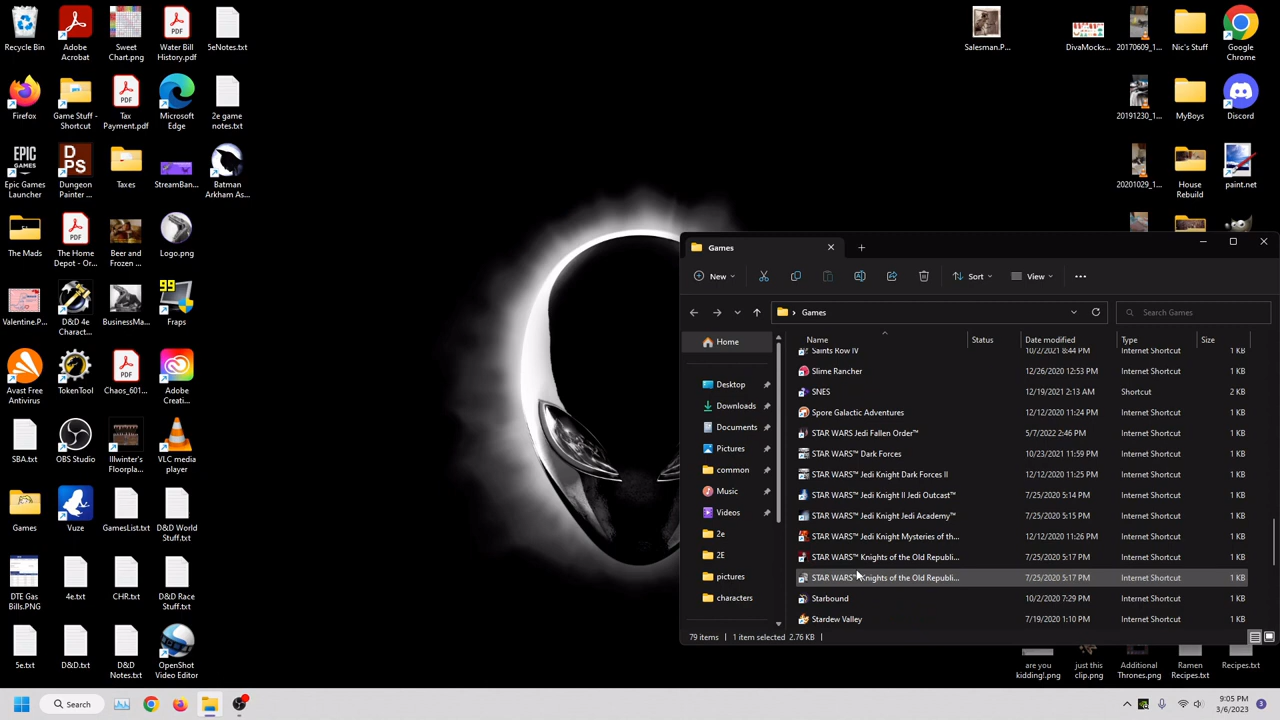 Recycle Bin
Adobe Acrobat
Sweet Chart.png
Water Bill History.pdf
5eNotes.txt
Salesman.P...
DivaMocks...
20170609_1...
Nic's Stuff
Google Chrome
Firefox
Game Stuff - Shortcut
Tax Payment.pdf
Microsoft Edge
2e game notes.txt
20191230_1...
MyBoys
Discord
EPIC GAMES
Epic Games Launcher
D PS
Dungeon Painter ...
Taxes
StreamBan...
Batman Arkham As...
20201029_1...
House Rebuild
paint.net
The Mads
The Home Depot - Or...
Beer and Frozen ...
Logo.png
Valentine.P...
D&D 4e Charact...
BusinessMa...
99
Fraps
Avast Free Antivirus
TokenTool
Chaos_601...
Adobe Creati...
SBA.txt
OBS Studio
Illwinter's Floorpla...
VLC media player
Games
Vuze
GamesList.txt
D&D World Stuff.txt
DTE Gas Bills.PNG
4e.txt
CHR.txt
D&D Race Stuff.txt
5e.txt
D&D.txt
D&D Notes.txt
OpenShot Video Editor
Games
New
Sort
View
Games
Search Games
Home
Desktop
Downloads
Documents
Pictures
common
Music
Videos
2e
2E
pictures
characters
Name Status Date modified Type Size
Saints Row IV 10/2/2021 8:44 PM Internet Shortcut 1 KB
Slime Rancher 12/26/2020 12:53 PM Internet Shortcut 1 KB
SNES 12/19/2021 2:13 AM Shortcut 2 KB
Spore Galactic Adventures 12/12/2020 11:24 PM Internet Shortcut 1 KB
STAR WARS Jedi Fallen Order™ 5/7/2022 2:46 PM Internet Shortcut 1 KB
STAR WARS™ Dark Forces 10/23/2021 11:59 PM Internet Shortcut 1 KB
STAR WARS™ Jedi Knight Dark Forces II 12/12/2020 11:25 PM Internet Shortcut 1 KB
STAR WARS™ Jedi Knight II Jedi Outcast™ 7/25/2020 5:14 PM Internet Shortcut 1 KB
STAR WARS™ Jedi Knight Jedi Academy™ 7/25/2020 5:15 PM Internet Shortcut 1 KB
STAR WARS™ Jedi Knight Mysteries of th... 12/12/2020 11:26 PM Internet Shortcut 1 KB
STAR WARS™ Knights of the Old Republi... 7/25/2020 5:17 PM Internet Shortcut 1 KB
STAR WARS™ Knights of the Old Republi... 7/25/2020 5:17 PM Internet Shortcut 1 KB
Starbound 10/2/2020 7:29 PM Internet Shortcut 1 KB
Stardew Valley 7/19/2020 1:10 PM Internet Shortcut 1 KB
79 items 1 item selected 2.76 KB
are you kidding!.png
just this clip.png
Additional Thrones.png
Ramen Recipes.txt
Recipes.txt
Search
9:05 PM
3/6/2023
3